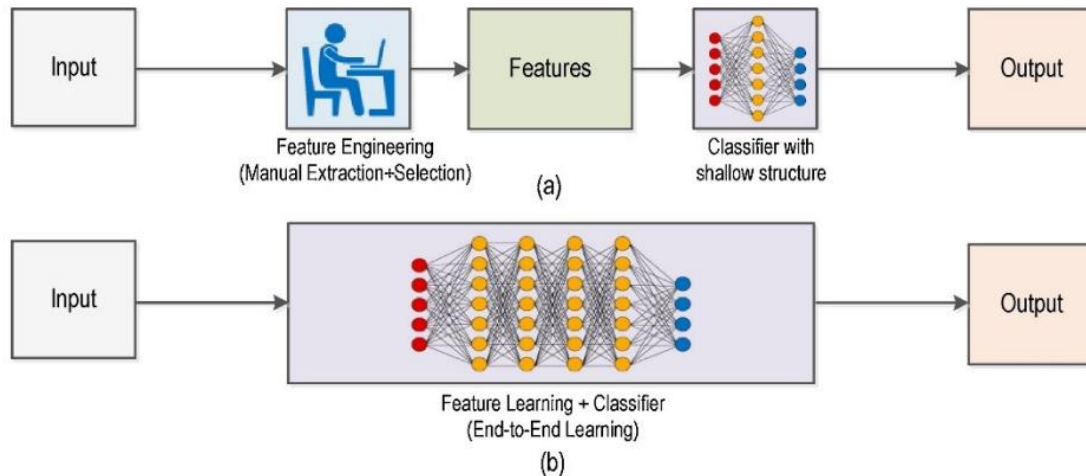 Input
Features
Output
Feature Engineering
(Manual Extraction+Selection)
Classifier with
shallow structure
(a)
Input
Output
Feature Learning + Classifier
(End-to-End Learning)
(b)